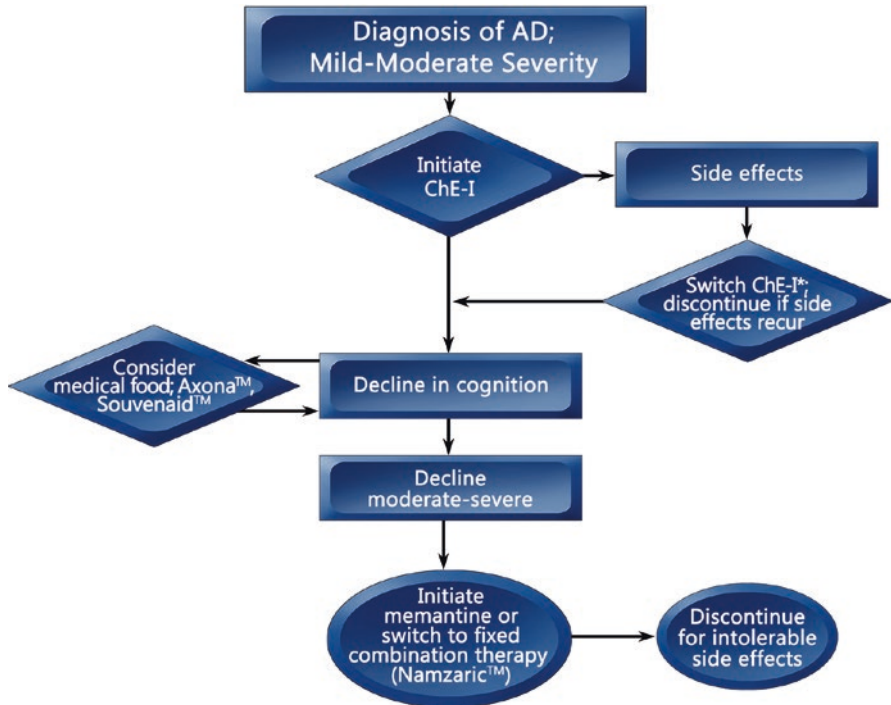 Diagnosis of AD;
Mild-Moderate Severity
Initiate
ChE-I
Side effects
Switch ChE-I*;
discontinue if side
effects recur
Consider
medical food; Axona™,
Souvenaid™
Decline in cognition
Decline
moderate-severe
Initiate
memantine or
switch to fixed
combination therapy
(Namzaric™)
Discontinue
for intolerable
side effects